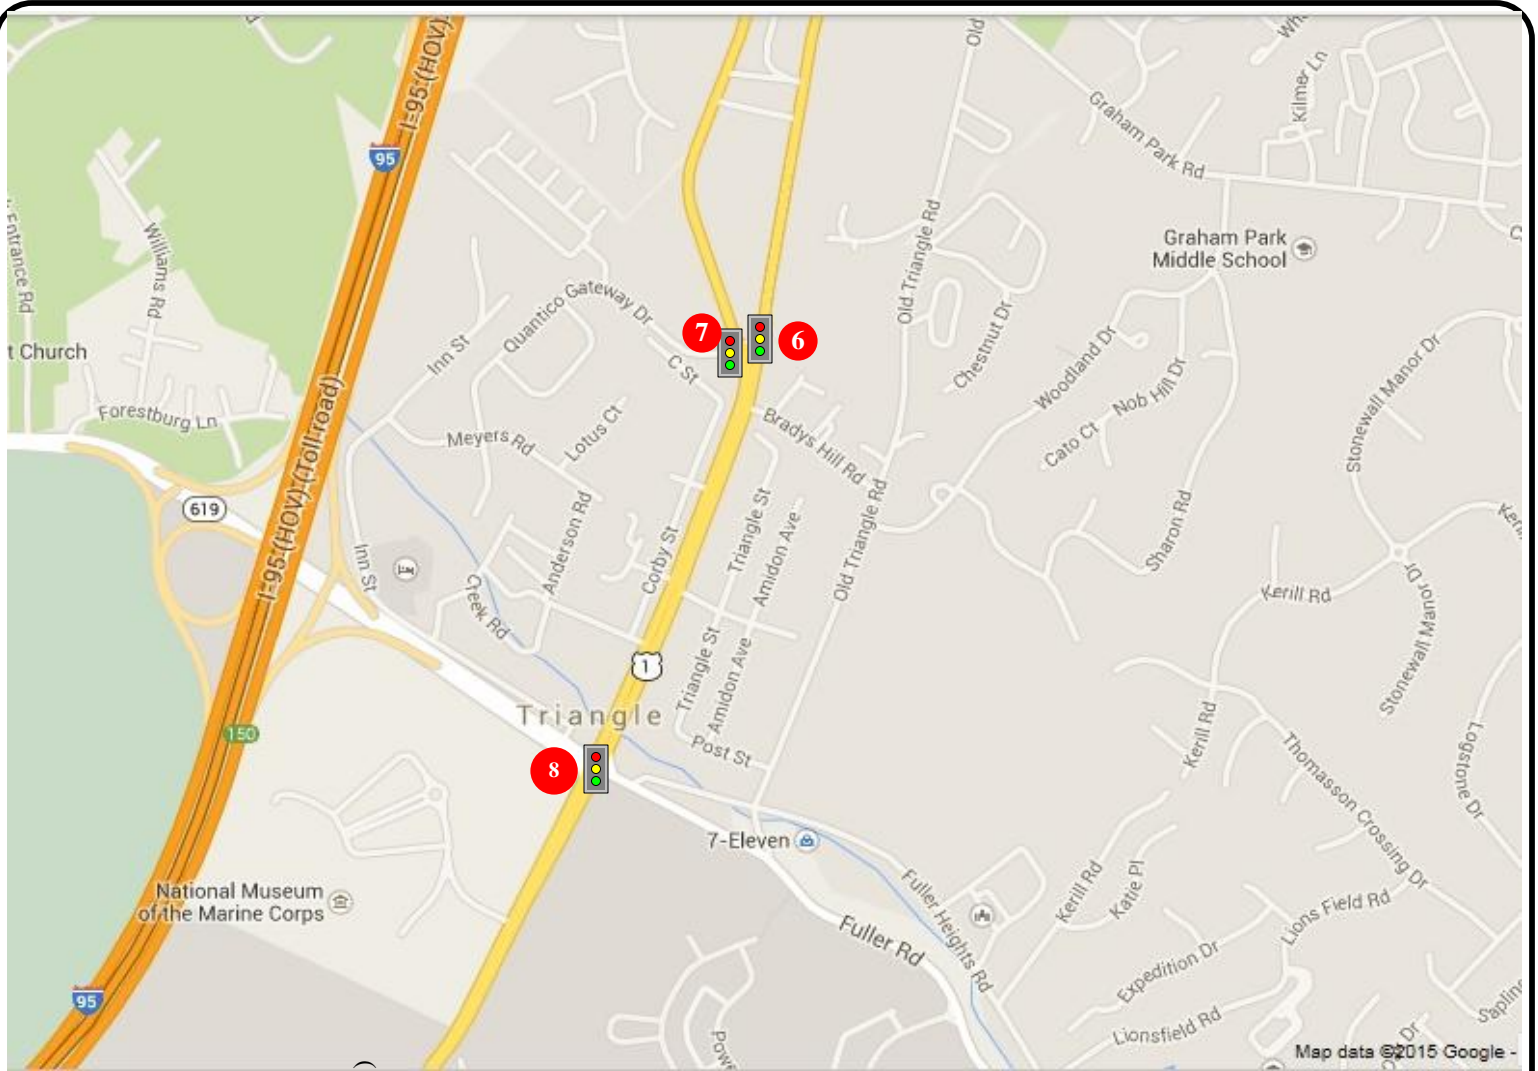 I-95 (HOV)
Old
Kilmer Ln
Graham Park Rd
95
Entrance Rd
Williams Rd
Old Triangle Rd
Graham Park
Middle School
Quantico Gateway Dr
7
6
Inn St
C St
Chestnut Dr
Woodland Dr
Nob Hill Dr
Stonewall Manor Dr
t Church
Forestburg Ln
I-95 (HOV) (Toll road)
Meyers Rd
Lotus Ct
Bradys Hill Rd
Cato Ct
619
Inn St
Anderson Rd
Corby St
Triangle St
Amidon Ave
Old Triangle Rd
Sharon Rd
Creek Rd
Kerill Rd
Stonewall Manor Dr
1
Triangle St
Amidon Ave
Triangle
150
Post St
Kerill Rd
Logstone Dr
8
Thomasson Crossing Dr
7-Eleven
National Museum
of the Marine Corps
Fuller Rd
Fuller Heights Rd
Kerill Rd
Katie Pl
Lions Field Rd
Expedition Dr
95
Lionsfield Rd
Map data ©2015 Google -